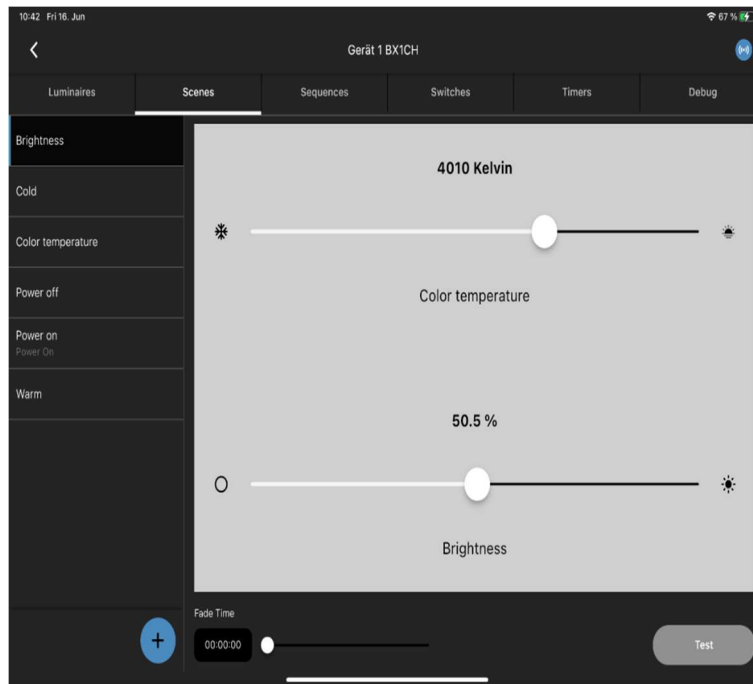 10:42 Fri 16. Jun
67 %
Gerät 1 BX1CH
Luminaires
Scenes
Sequences
Switches
Timers
Debug
Brightness
Cold
Color temperature
Power off
Power on
Power On
Warm
4010 Kelvin
Color temperature
50.5 %
Brightness
Fade Time
00:00:00
Test